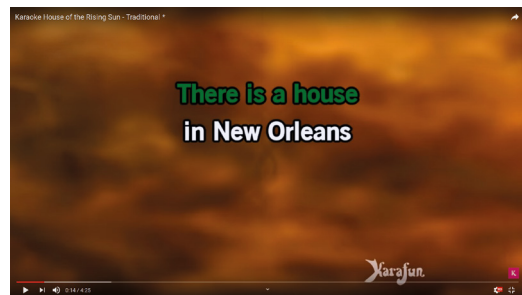 Karaoke House of the Rising Sun - Traditional *
There is a house
in New Orleans
Karafun
0:14 / 4:25